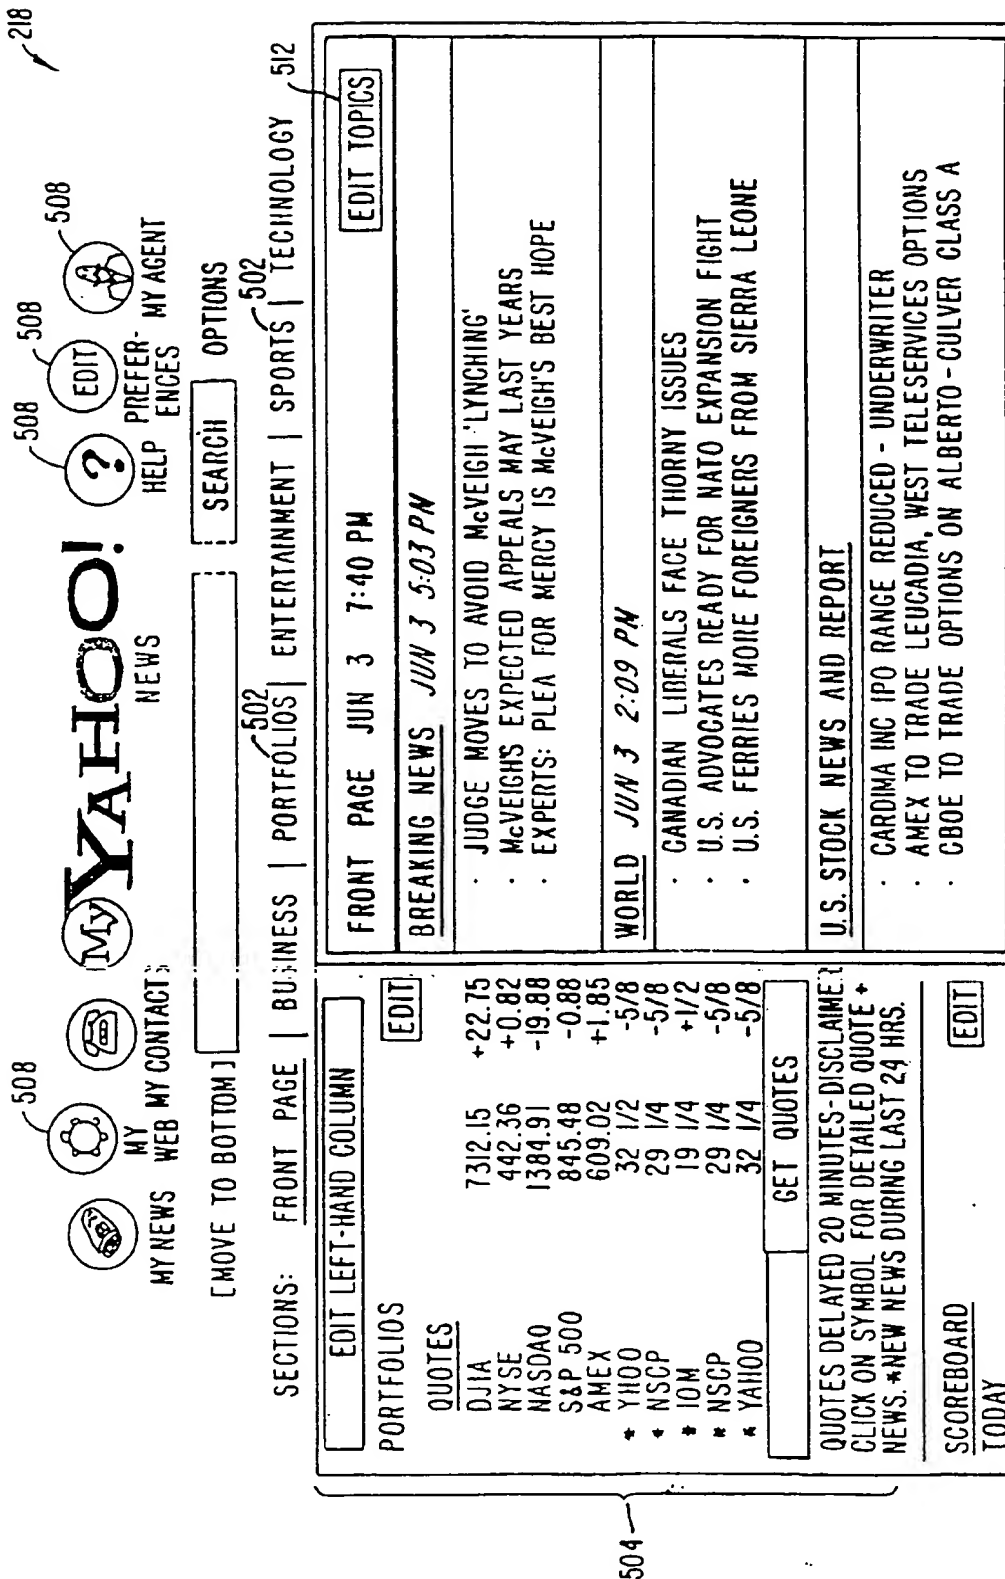 218
508
508
508
508
My YAHOO!
NEWS
MY NEWS
MY WEB
MY CONTACTS
HELP
EDIT
PREFER-
ENCES
MY AGENT
[MOVE TO BOTTOM]
SEARCH
OPTIONS
502
502
SECTIONS: FRONT PAGE | BUSINESS | PORTFOLIOS | ENTERTAINMENT | SPORTS | TECHNOLOGY
512
504
EDIT LEFT-HAND COLUMN
PORTFOLIOS EDIT
QUOTES
DJIA 7312.15 +22.75
NYSE 442.36 +0.82
NASDAQ 1384.91 -19.88
S&P 500 845.48 -0.88
AMEX 609.02 +1.85
* YHOO 32 1/2 -5/8
* NSCP 29 1/4 -5/8
* IOM 19 1/4 +1/2
* NSCP 29 1/4 -5/8
* YAHOO 32 1/4 -5/8
GET QUOTES
QUOTES DELAYED 20 MINUTES-DISCLAIMER
CLICK ON SYMBOL FOR DETAILED QUOTE +
NEWS. *NEW NEWS DURING LAST 24 HRS.
SCOREBOARD EDIT
TODAY
FRONT PAGE JUN 3 7:40 PM EDIT TOPICS
BREAKING NEWS JUN 3 5:03 PN
· JUDGE MOVES TO AVOID McVEIGH 'LYNCHING'
· McVEIGHS EXPECTED APPEALS MAY LAST YEARS
· EXPERTS: PLEA FOR MERCY IS McVEIGH'S BEST HOPE
WORLD JUN 3 2:09 PN
· CANADIAN LIBERALS FACE THORNY ISSUES
· U.S. ADVOCATES READY FOR NATO EXPANSION FIGHT
· U.S. FERRIES MORE FOREIGNERS FROM SIERRA LEONE
U.S. STOCK NEWS AND REPORT
· CARDIMA INC IPO RANGE REDUCED - UNDERWRITER
· AMEX TO TRADE LEUCADIA, WEST TELESERVICES OPTIONS
· CBOE TO TRADE OPTIONS ON ALBERTO-CULVER CLASS A